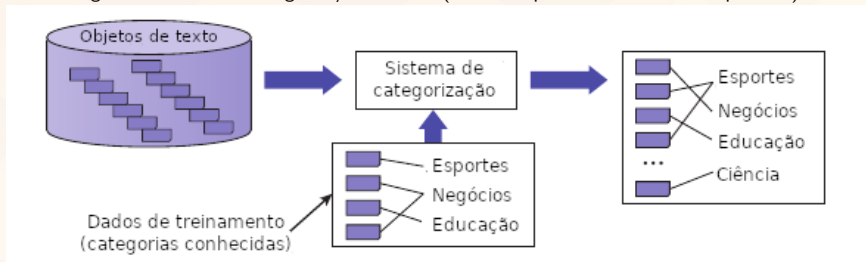 Objetos de texto
Sistema de
categorização
Esportes
Negócios
Educação
...
Ciência
Esportes
Negócios
Educação
Dados de treinamento
(categorias conhecidas)